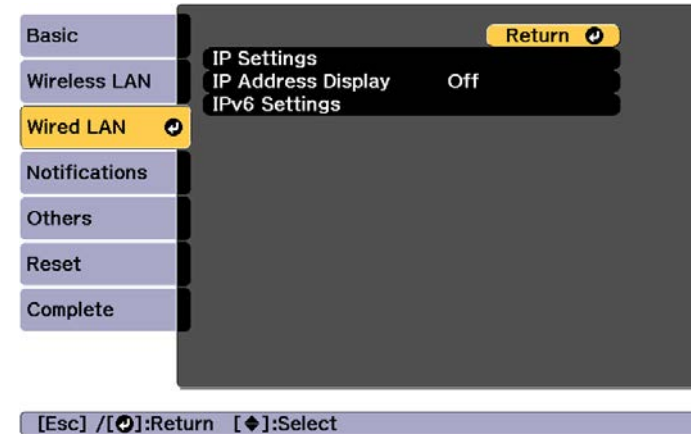 Basic
Wireless LAN
Wired LAN
Notifications
Others
Reset
Complete
Return
IP Settings
IP Address Display Off
IPv6 Settings
[Esc] /[⏎]:Return [◆]:Select